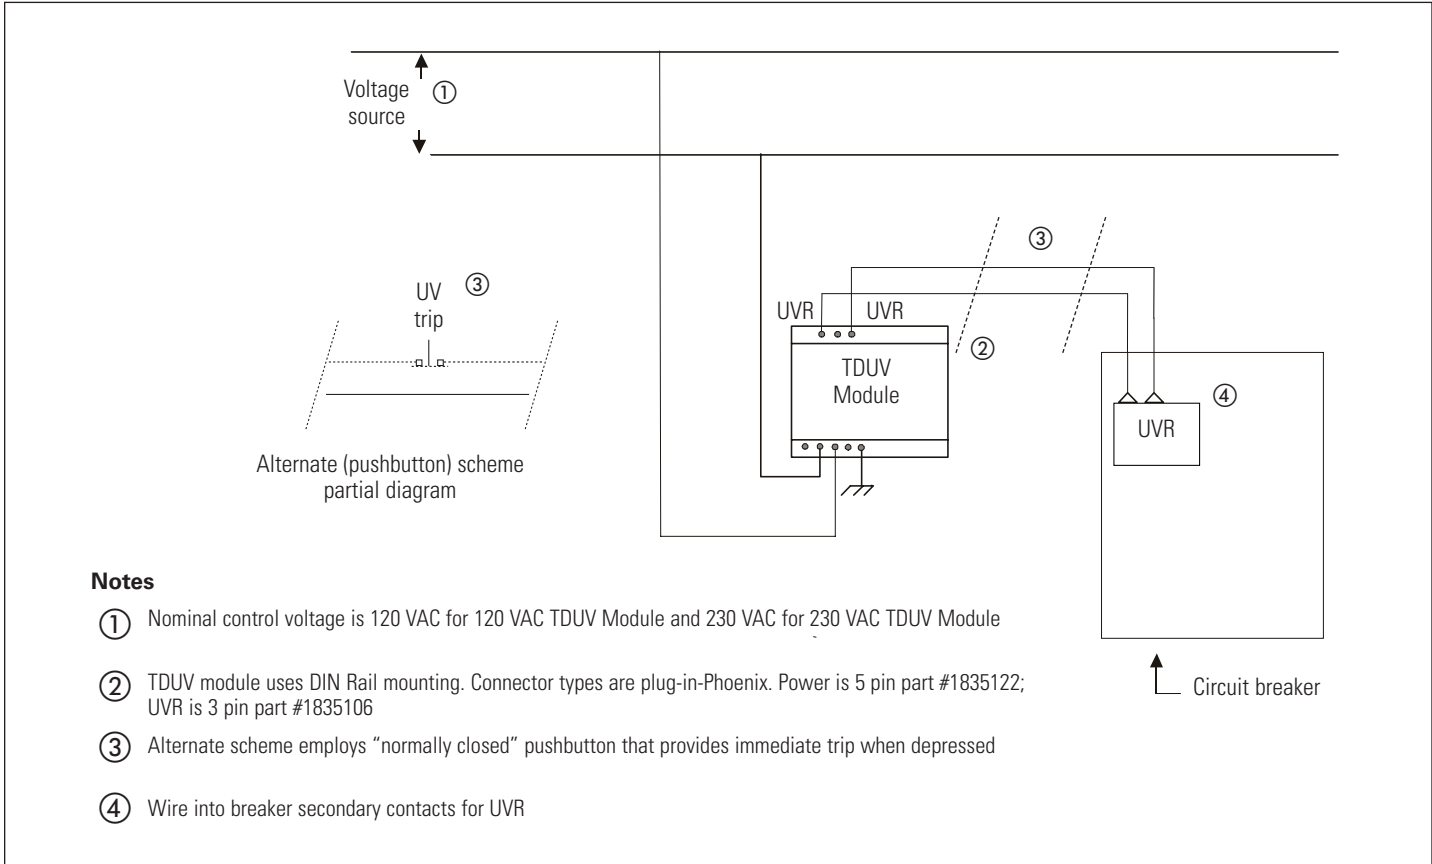 Voltage
source
①
③
UV
trip
③
UVR
UVR
②
TDUV
Module
④
UVR
Alternate (pushbutton) scheme
partial diagram
Notes
① Nominal control voltage is 120 VAC for 120 VAC TDUV Module and 230 VAC for 230 VAC TDUV Module
② TDUV module uses DIN Rail mounting. Connector types are plug-in-Phoenix. Power is 5 pin part #1835122;
UVR is 3 pin part #1835106
Circuit breaker
③ Alternate scheme employs “normally closed” pushbutton that provides immediate trip when depressed
④ Wire into breaker secondary contacts for UVR